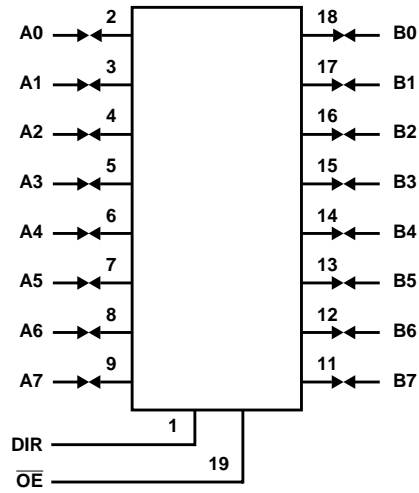 A0 2 18 B0
A1 3 17 B1
A2 4 16 B2
A3 5 15 B3
A4 6 14 B4
A5 7 13 B5
A6 8 12 B6
A7 9 11 B7
DIR 1
O̅E̅ 19